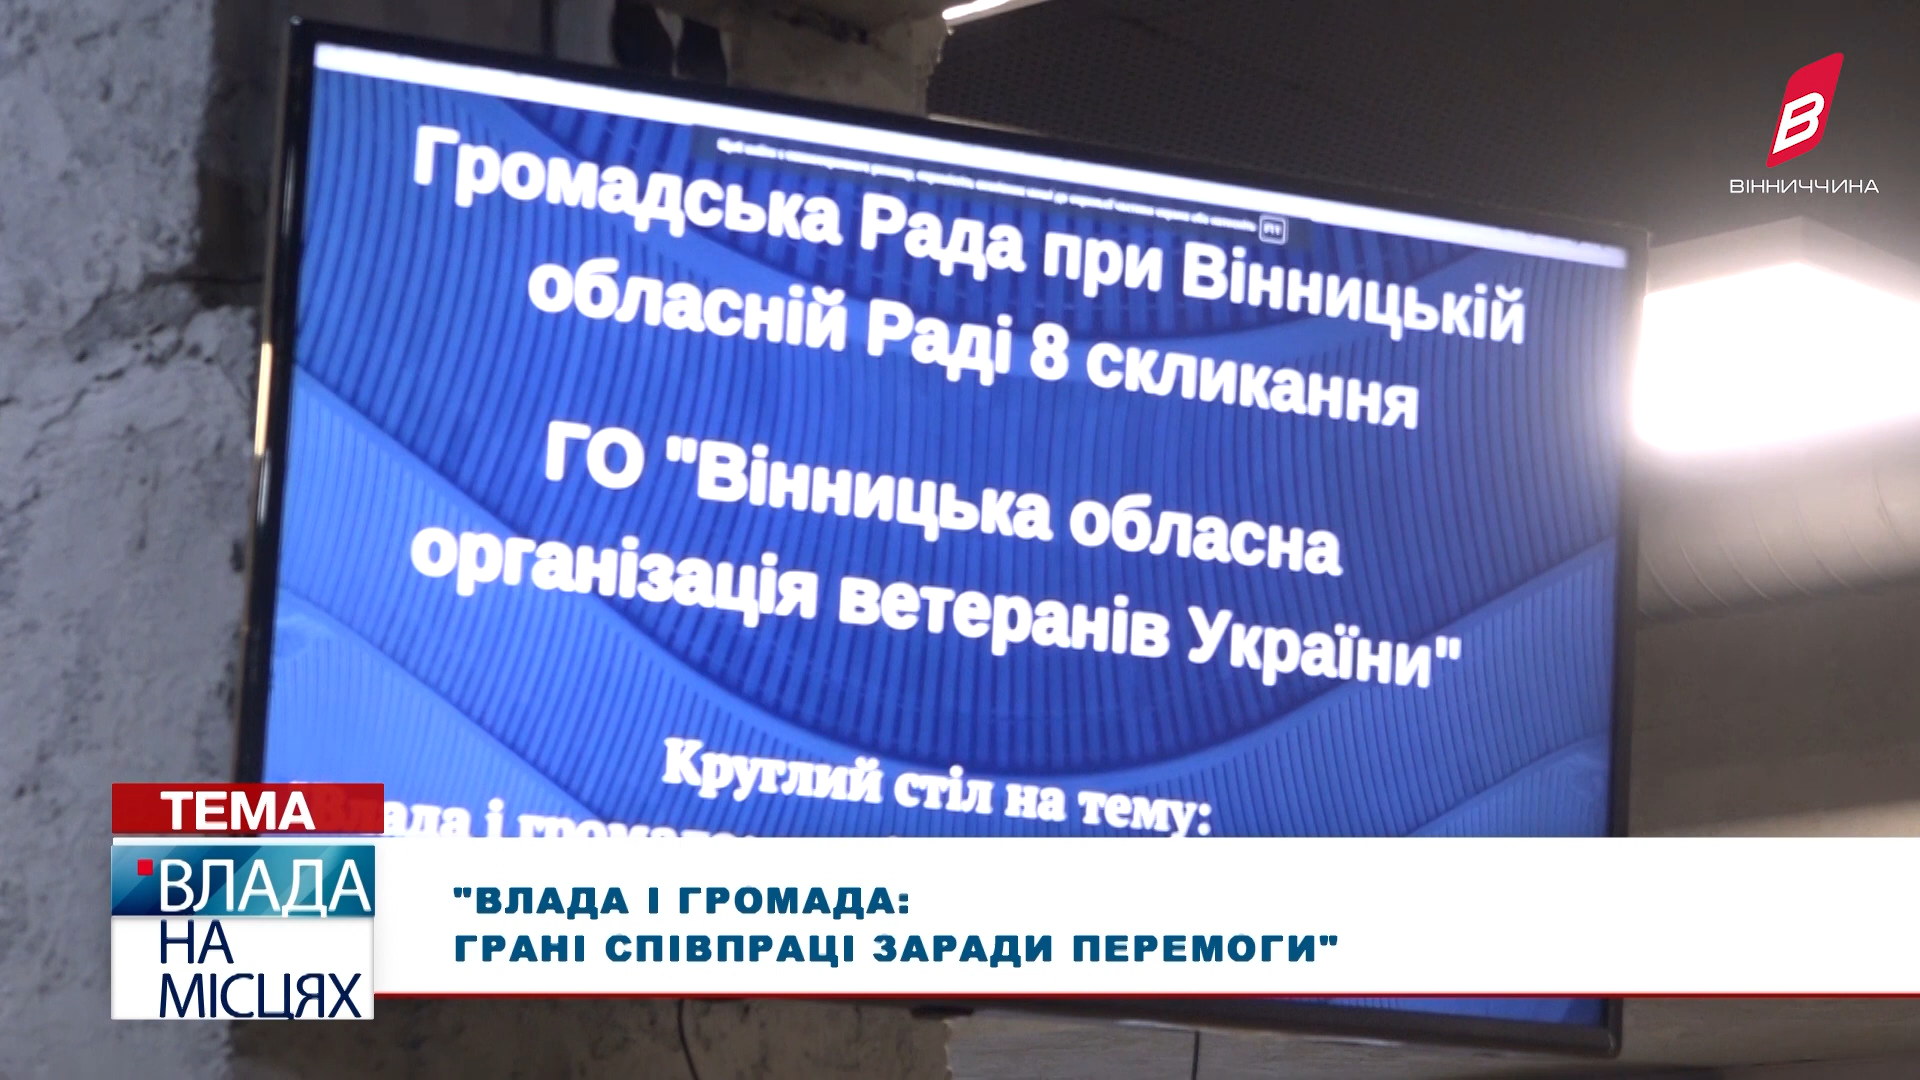 В
ВІННИЧЧИНА
Громадська Рада при Вінницькій
обласній Раді 8 скликання
ГО "Вінницька обласна
організація ветеранів України"
Круглий стіл на тему:
Влада і
ТЕМА
ВЛАДА
НА
МІСЦЯХ
"ВЛАДА І ГРОМАДА:
ГРАНІ СПІВПРАЦІ ЗАРАДИ ПЕРЕМОГИ"